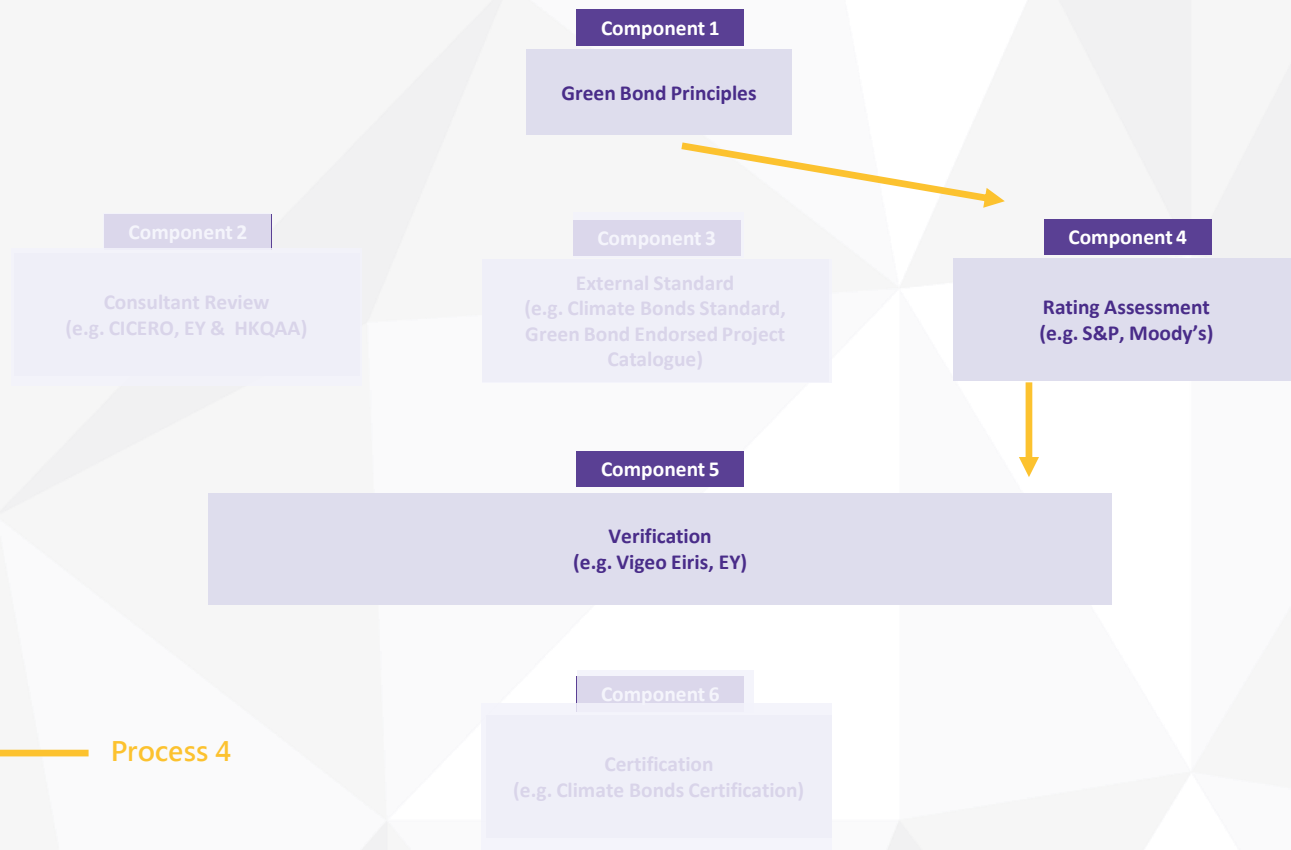 Component 1
Green Bond Principles
Component 2
Consultant Review
(e.g. CICERO, EY & HKQAA)
Component 3
External Standard
(e.g. Climate Bonds Standard,
Green Bond Endorsed Project
Catalogue)
Component 4
Rating Assessment
(e.g. S&P, Moody’s)
Component 5
Verification
(e.g. Vigeo Eiris, EY)
Component 6
Certification
(e.g. Climate Bonds Certification)
Process 4